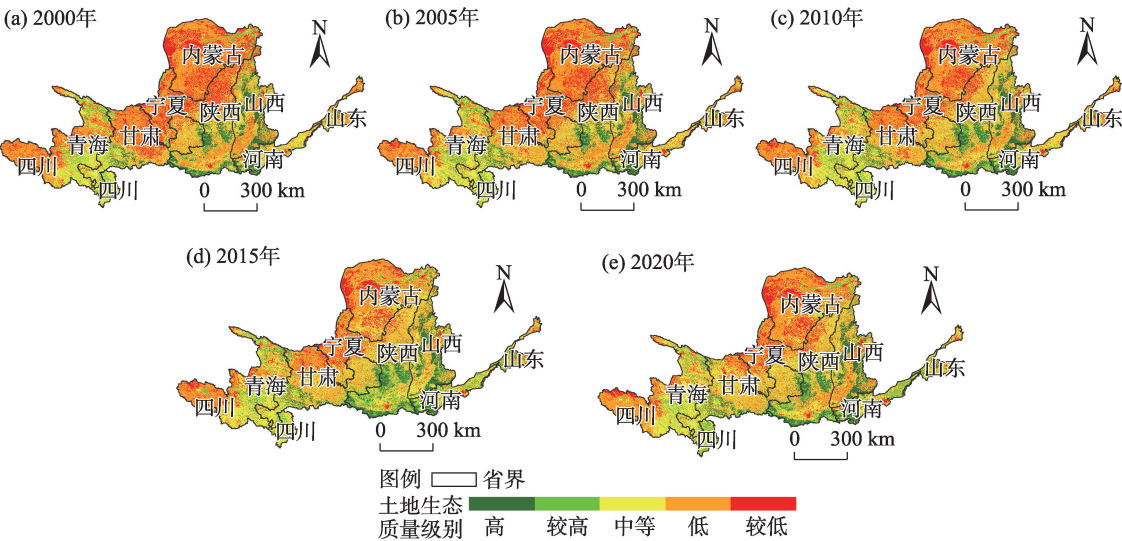 (a) 2000年
N
内蒙古
宁夏
陕西
山西
山东
甘肃
青海
四川
四川
河南
0 300 km
(b) 2005年
N
内蒙古
宁夏
陕西
山西
山东
甘肃
青海
四川
四川
河南
0 300 km
(c) 2010年
N
内蒙古
宁夏
陕西
山西
山东
甘肃
青海
四川
四川
河南
0 300 km
(d) 2015年
N
内蒙古
宁夏
陕西
山西
山东
甘肃
青海
四川
四川
河南
0 300 km
(e) 2020年
N
内蒙古
宁夏
陕西
山西
山东
甘肃
青海
四川
四川
河南
0 300 km
图例 省界
土地生态
质量级别
高 较高 中等 低 较低